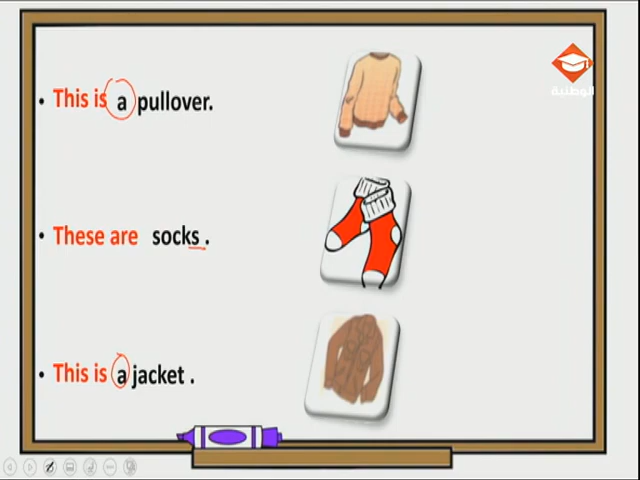 • This is a pullover.
الوطنية
• These are socks .
• This is a jacket .